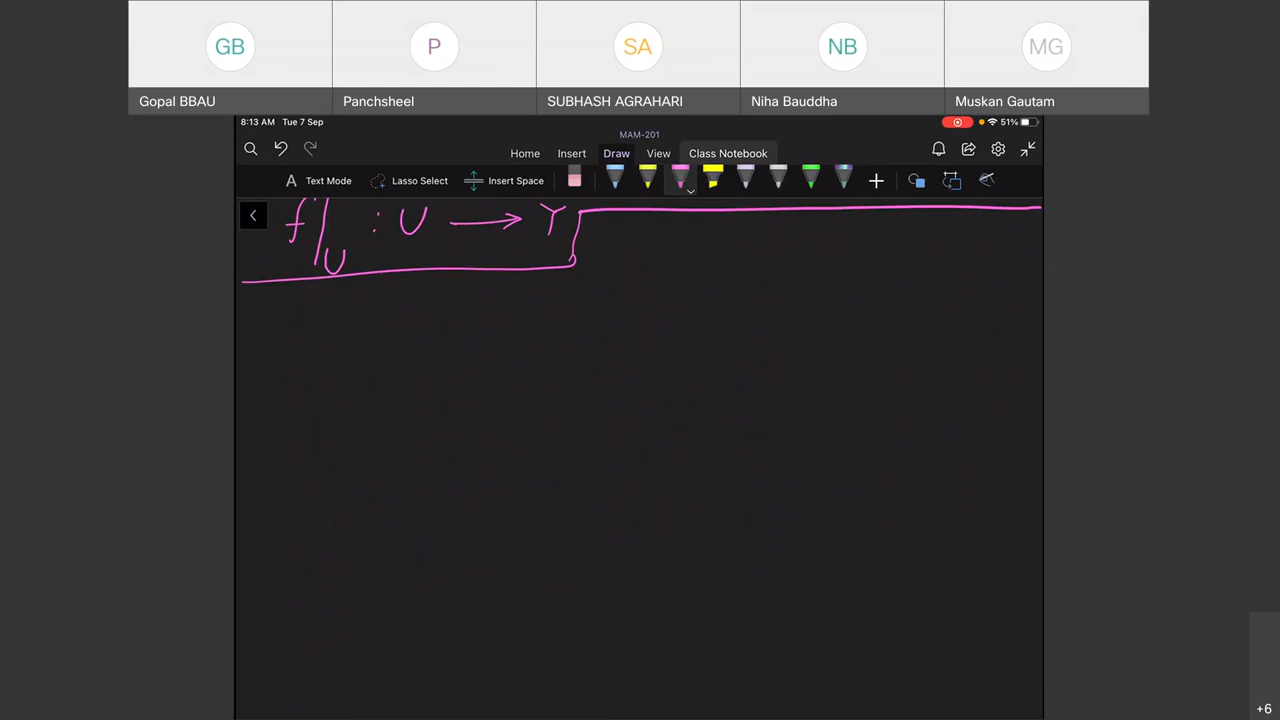 GB P SA NB MG
Gopal BBAU Panchsheel SUBHASH AGRAHARI Niha Bauddha Muskan Gautam
8:13 AM Tue 7 Sep 51%
MAM-201
Home Insert Draw View Class Notebook
A Text Mode Lasso Select Insert Space
f|_U : U → Y
+6